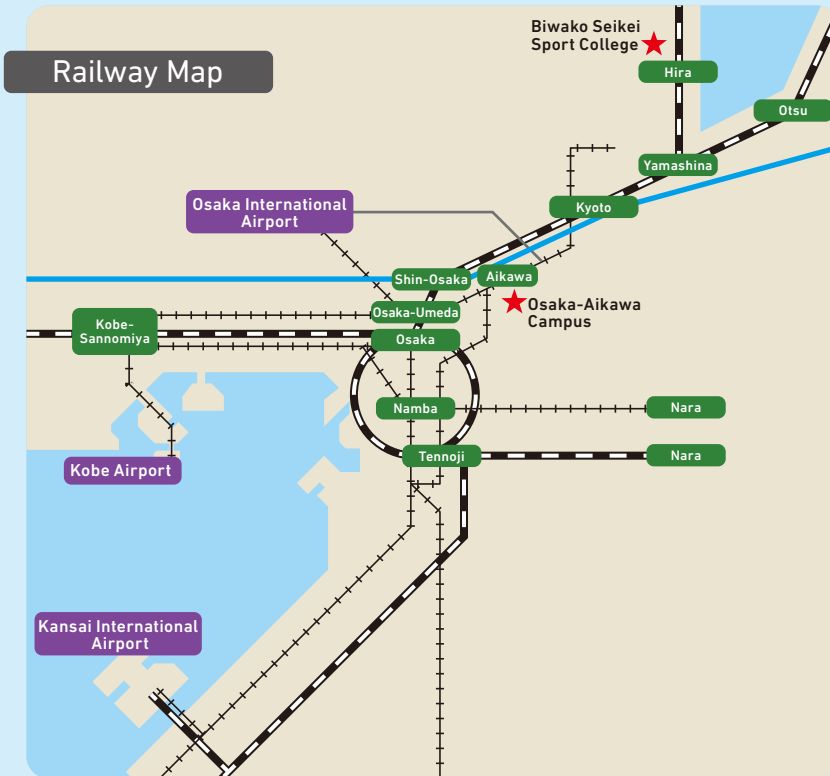 Railway Map
Biwako Seikei
Sport College
Hira
Otsu
Yamashina
Osaka International
Airport
Kyoto
Shin-Osaka
Aikawa
Osaka-Umeda
Osaka-Aikawa
Campus
Kobe-
Sannomiya
Osaka
Namba
Nara
Tennoji
Nara
Kobe Airport
Kansai International
Airport